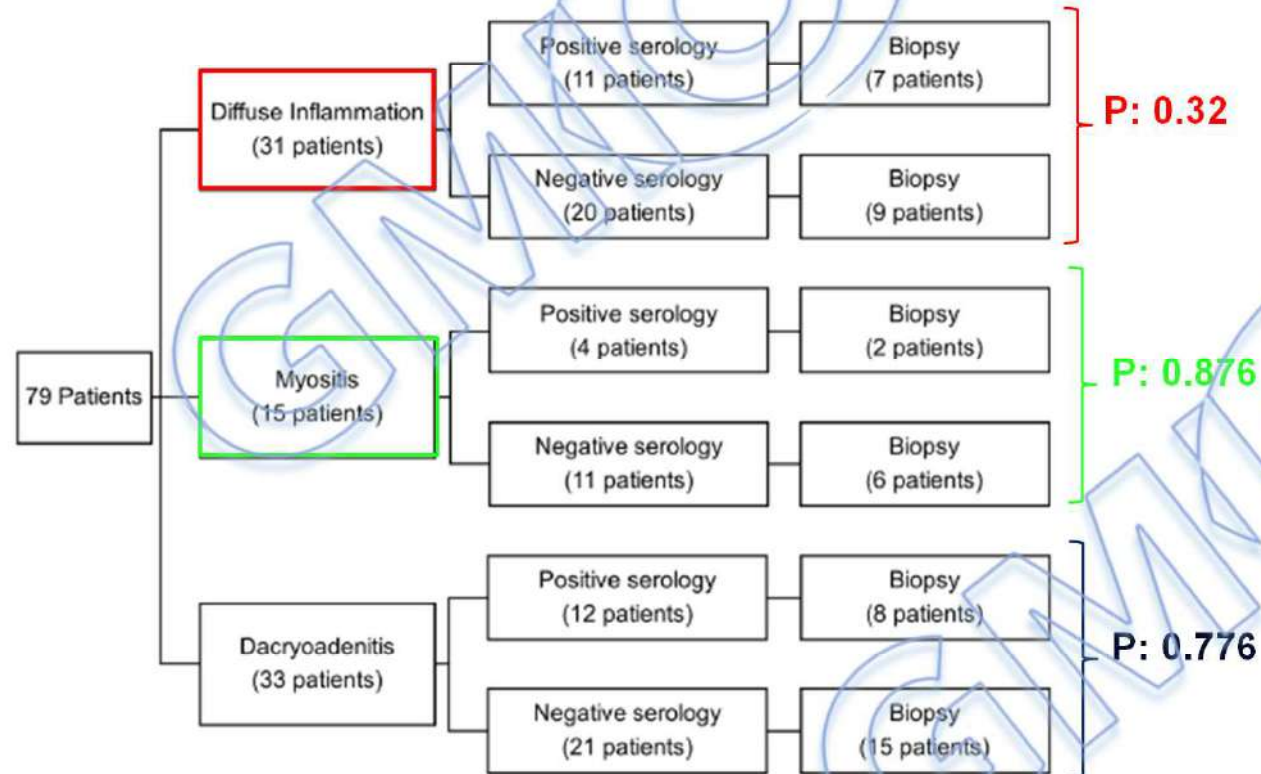 79 Patients
Diffuse Inflammation
(31 patients)
Positive serology
(11 patients)
Biopsy
(7 patients)
Negative serology
(20 patients)
Biopsy
(9 patients)
P: 0.32
Myositis
(15 patients)
Positive serology
(4 patients)
Biopsy
(2 patients)
Negative serology
(11 patients)
Biopsy
(6 patients)
P: 0.876
Dacryoadenitis
(33 patients)
Positive serology
(12 patients)
Biopsy
(8 patients)
Negative serology
(21 patients)
Biopsy
(15 patients)
P: 0.776
GMIC
GMI